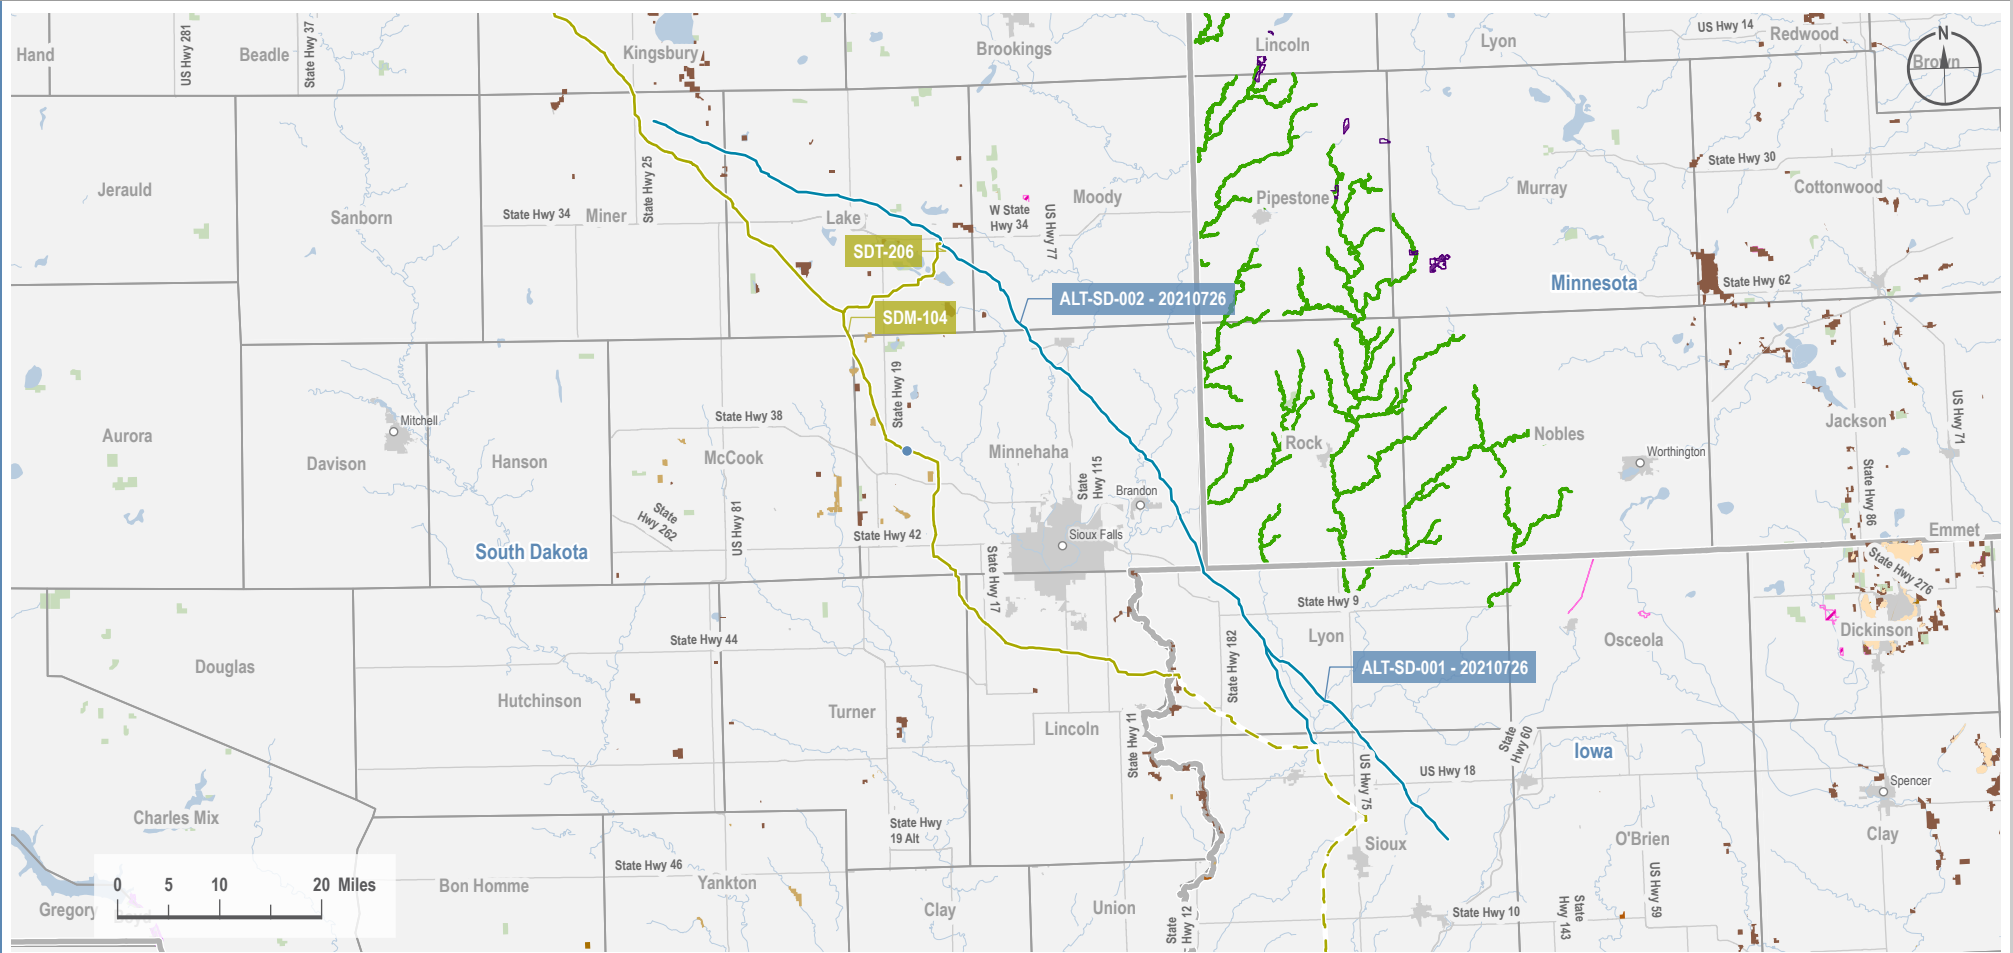 Hand
US Hwy 281
Beadle
State Hwy 37
Kingsbury
Brookings
Lincoln
Lyon
US Hwy 14
Redwood
N
Brown
Jerauld
Sanborn
State Hwy 34
Miner
State Hwy 25
Lake
W State
Hwy 34
US Hwy 77
Moody
Pipestone
Murray
State Hwy 30
Cottonwood
SDT-206
SDM-104
ALT-SD-002 - 20210726
Minnesota
State Hwy 62
Aurora
Mitchell
Davison
Hanson
State Hwy 38
McCook
State
Hwy 262
US Hwy 81
State Hwy 19
State Hwy 42
Minnehaha
State
Hwy 115
Brandon
Sioux Falls
State Hwy 17
Rock
Nobles
Worthington
Jackson
US Hwy 71
State Hwy 86
Emmet
State Hwy 276
South Dakota
State Hwy 9
Lyon
Osceola
Dickinson
Douglas
State Hwy 44
Hutchinson
Turner
Lincoln
State Hwy 11
State Hwy 182
ALT-SD-001 - 20210726
Iowa
State
Hwy 60
US Hwy 75
US Hwy 18
Spencer
Charles Mix
State Hwy
19 Alt
State Hwy 46
Sioux
O'Brien
Clay
0 5 10 20 Miles
Gregory
Boyd
Bon Homme
Yankton
Clay
Union
State
Hwy 12
State Hwy 10
State
Hwy 143
US Hwy 59